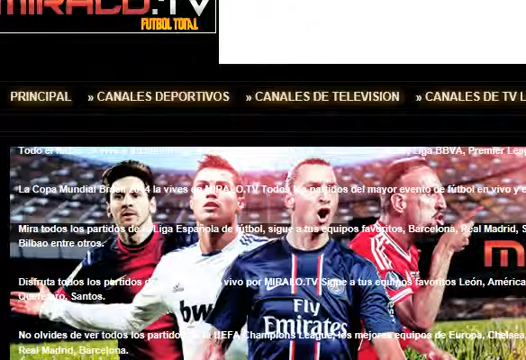 MIRALO.TV
FUTBOL TOTAL
PRINCIPAL » CANALES DEPORTIVOS » CANALES DE TELEVISION » CANALES DE TV
Todo el Liga BBVA, Premier
La Copa Mundial Brasil 2014 la vives en MIRALO.TV Todos los partidos del mayor evento de fútbol en vivo y
Mira todos los partidos de la Liga Española de fútbol, sigue a tus equipos favoritos, Barcelona, Real Madrid,
Bilbao entre otros.
Disfruta todos los partidos de vivo por MIRALO.TV Sigue a tus equipos favoritos León, América
Querétaro, Santos.
No olvides de ver todos los partidos de la UEFA Champions League, los mejores equipos de Europa, Chelsea
Real Madrid, Barcelona.
bw
Fly
Emirates